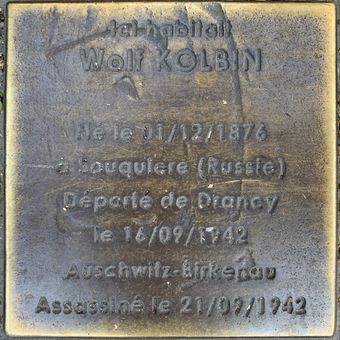 Ici habitait
Wolf KOLBIN
Né le 01/12/1876
à Souquiere (Russie)
Déporté de Drancy
le 16/09/1942
Auschwitz-Birkenau
Assassiné le 21/09/1942